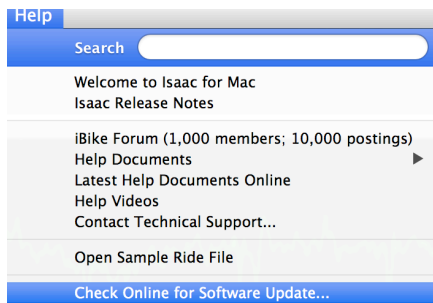 Help
Search
Welcome to Isaac for Mac
Isaac Release Notes
iBike Forum (1,000 members; 10,000 postings)
Help Documents
Latest Help Documents Online
Help Videos
Contact Technical Support...
Open Sample Ride File
Check Online for Software Update...